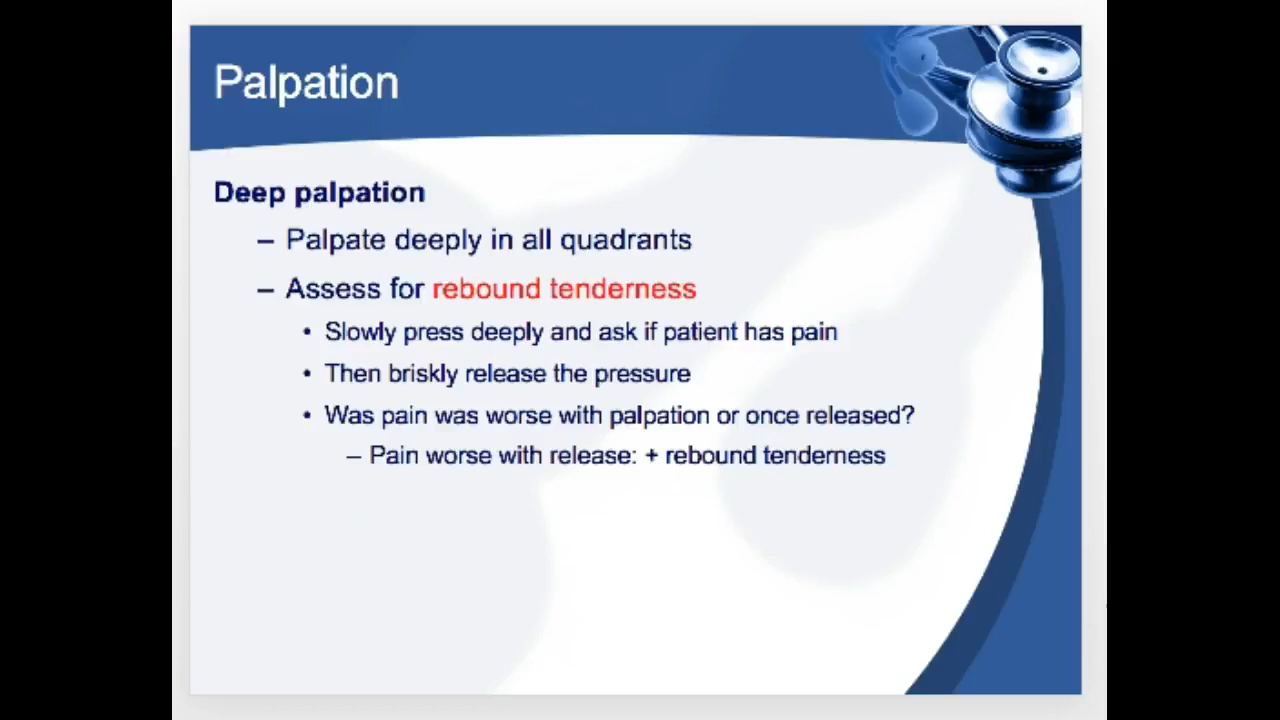 Palpation
Deep palpation
– Palpate deeply in all quadrants
– Assess for rebound tenderness
• Slowly press deeply and ask if patient has pain
• Then briskly release the pressure
• Was pain was worse with palpation or once released?
– Pain worse with release: + rebound tenderness